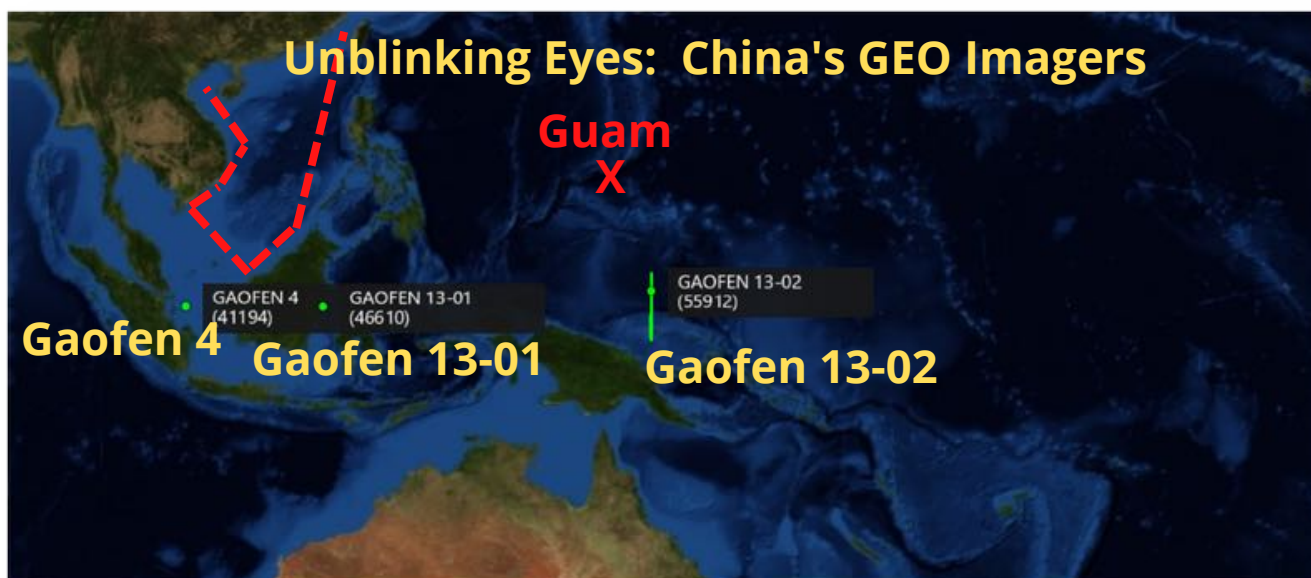 Unblinking Eyes: China's GEO Imagers
Guam
X
GAOFEN 4
(41194)
GAOFEN 13-01
(46610)
GAOFEN 13-02
(55912)
Gaofen 4
Gaofen 13-01
Gaofen 13-02